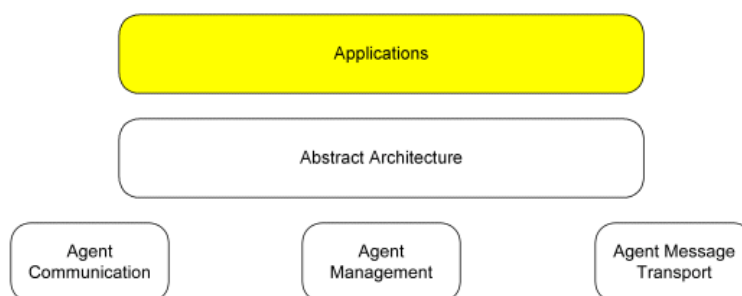 Applications
Abstract Architecture
Agent
Communication
Agent
Management
Agent Message
Transport